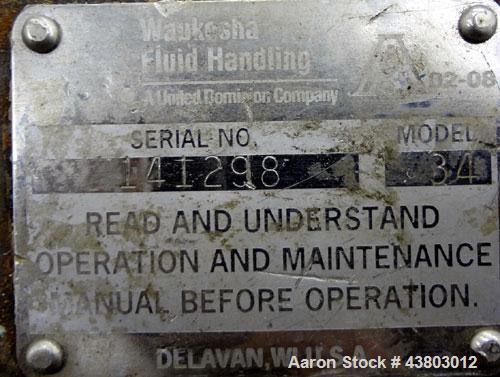 Waukesha
Fluid Handling
A United Dominion Company
02-08
SERIAL NO.
MODEL
141298
34
READ AND UNDERSTAND
OPERATION AND MAINTENANCE
MANUAL BEFORE OPERATION.
DELAVAN, WI U.S.A.
Aaron Stock # 43803012